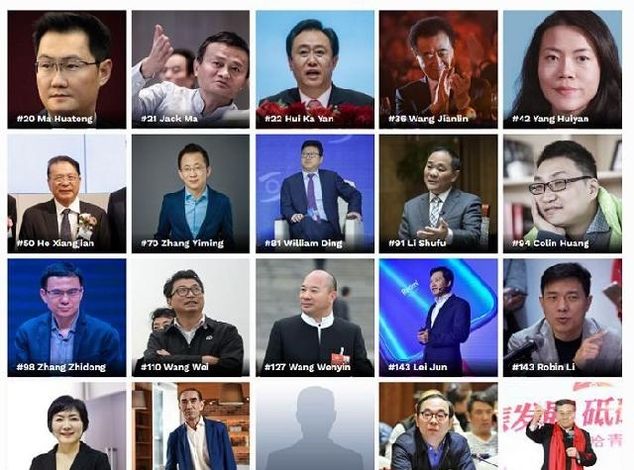 #20 Ma Huateng
#21 Jack Ma
#22 Hui Ka Yan
#36 Wang Jianlin
#42 Yang Huiyan
#50 He Xiangjian
#70 Zhang Yiming
#81 William Ding
#91 Li Shufu
#94 Colin Huang
#98 Zhang Zhidong
#110 Wang Wei
#127 Wang Wenyin
#143 Lei Jun
#143 Robin Li